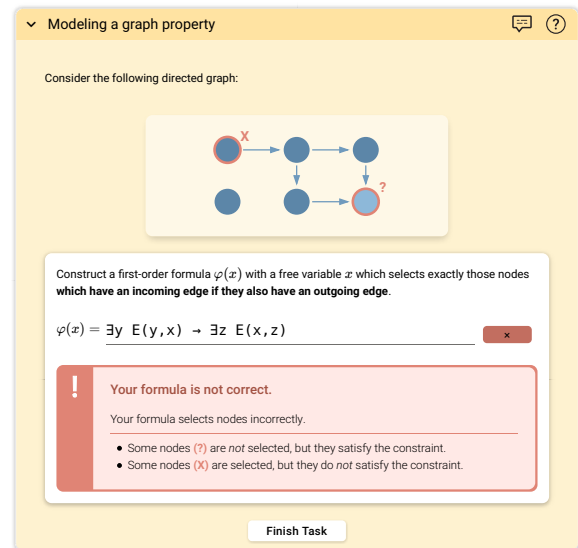 Modeling a graph property
?
Consider the following directed graph:
X
?
Construct a first-order formula φ(x) with a free variable x which selects exactly those nodes
which have an incoming edge if they also have an outgoing edge.
φ(x) = ∃y E(y,x) → ∃z E(x,z)
×
!
Your formula is not correct.
Your formula selects nodes incorrectly.
• Some nodes (?) are not selected, but they satisfy the constraint.
• Some nodes (X) are selected, but they do not satisfy the constraint.
Finish Task